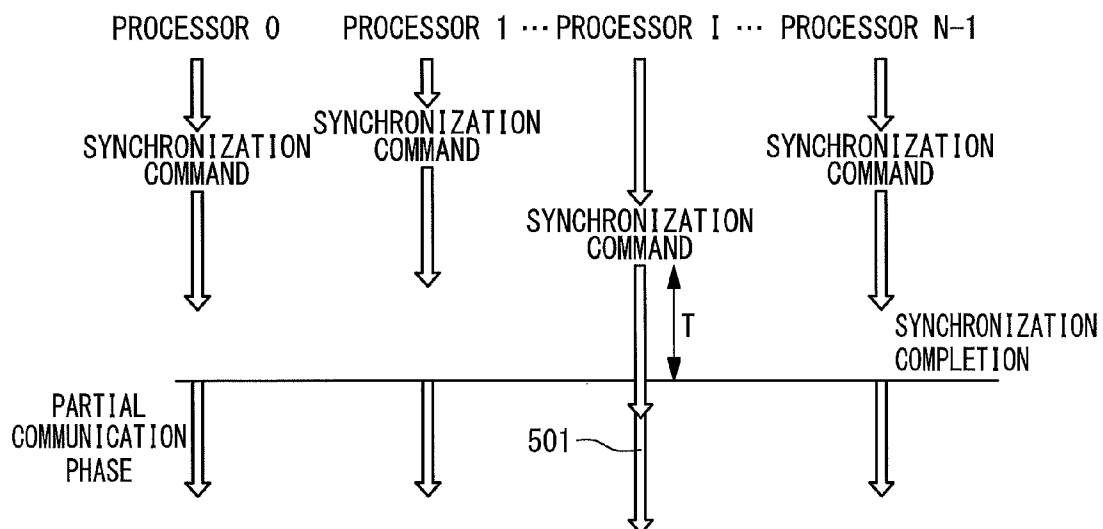 PROCESSOR 0 PROCESSOR 1 ... PROCESSOR I ... PROCESSOR N-1
SYNCHRONIZATION
COMMAND
SYNCHRONIZATION
COMMAND
SYNCHRONIZATION
COMMAND
SYNCHRONIZATION
COMMAND
T
SYNCHRONIZATION
COMPLETION
PARTIAL
COMMUNICATION
PHASE
501